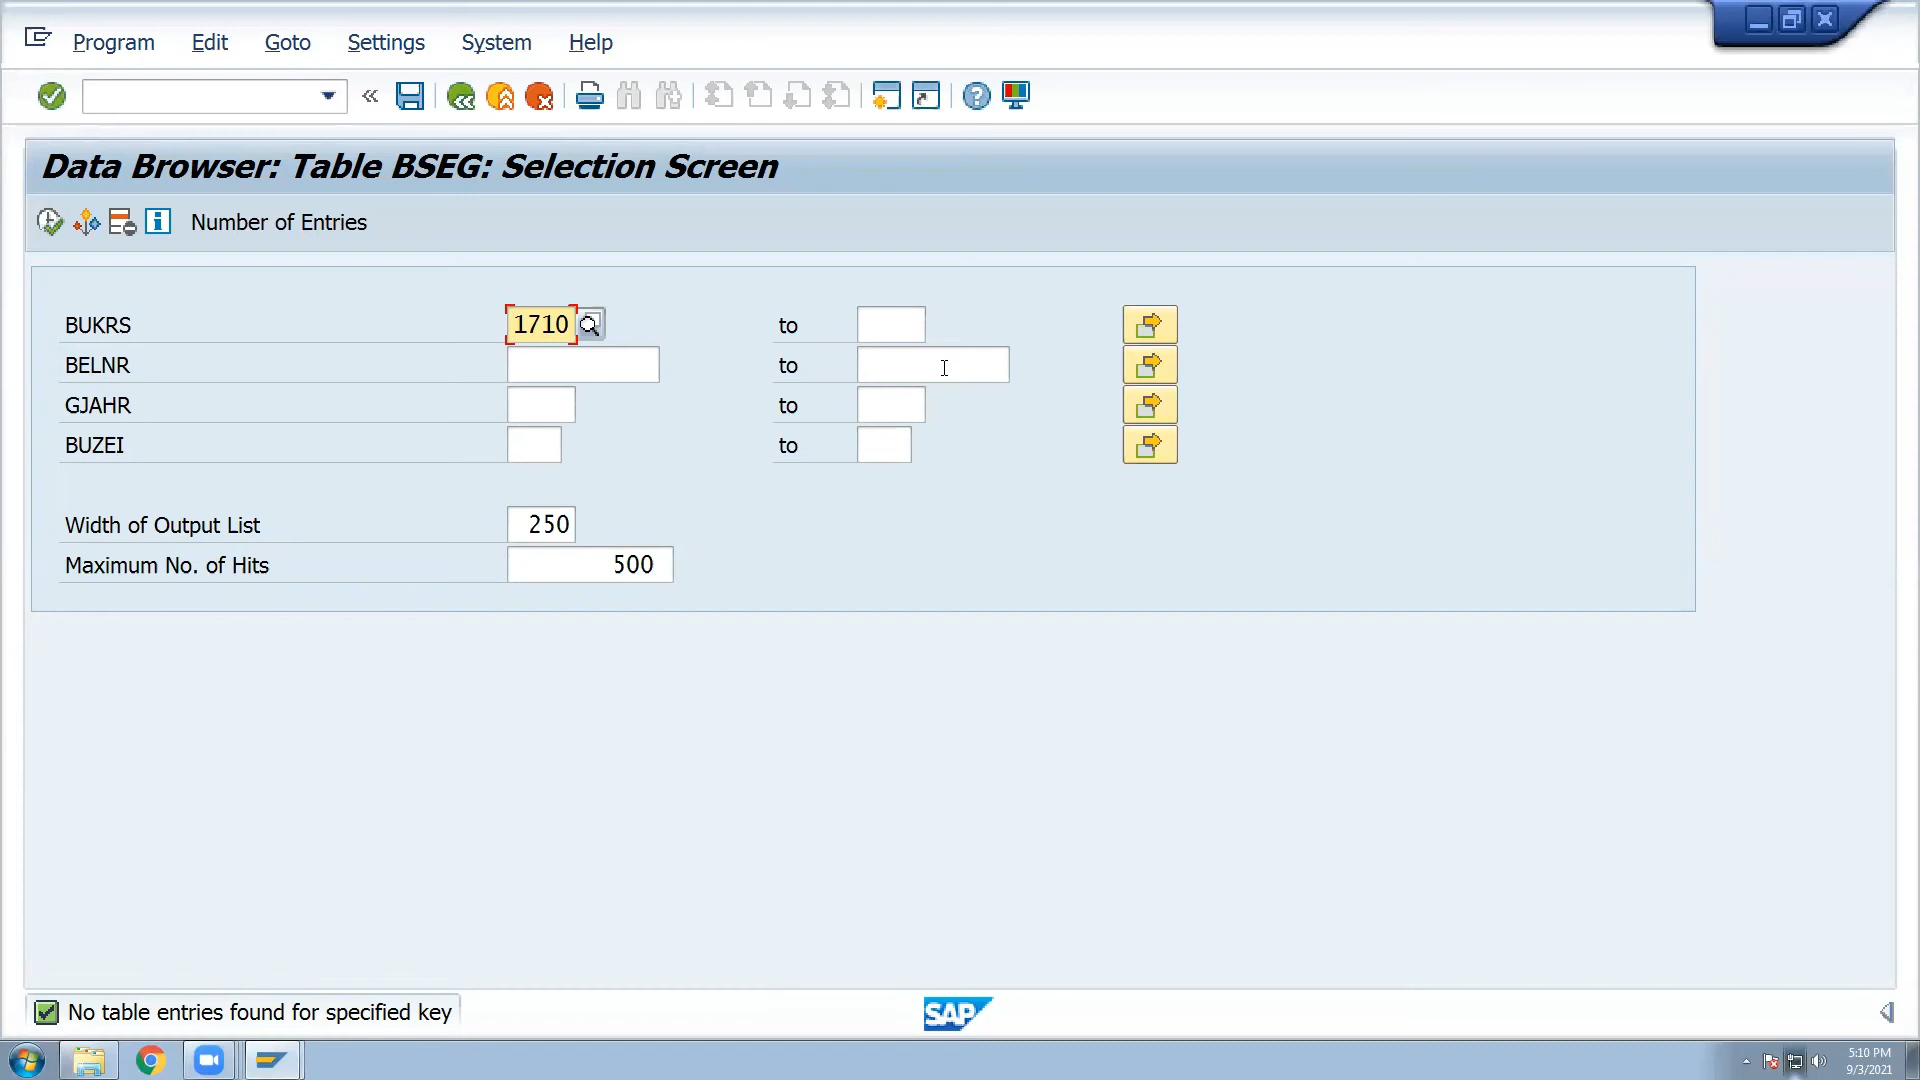 Program Edit Goto Settings System Help
Data Browser: Table BSEG: Selection Screen
Number of Entries
BUKRS 1710 to
BELNR to
GJAHR to
BUZEI to
Width of Output List 250
Maximum No. of Hits 500
No table entries found for specified key
SAP
5:10 PM
9/3/2021